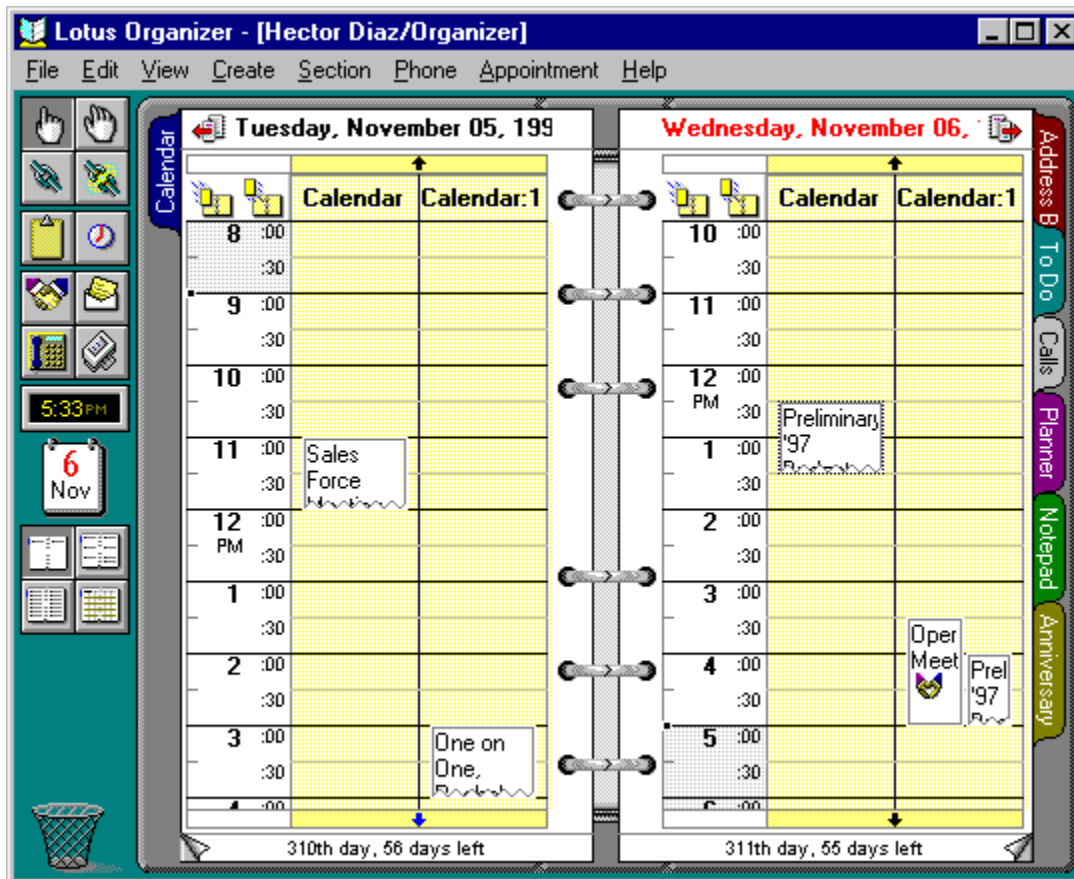 Lotus Organizer - [Hector Diaz/Organizer]
File Edit View Create Section Phone Appointment Help
Calendar
Tuesday, November 05, 199
Calendar Calendar:1
8 :00
:30
9 :00
:30
10 :00
:30
11 :00
:30
12 :00
PM :30
1 :00
:30
2 :00
:30
3 :00
:30
:00
Sales
Force
One on
One,
310th day, 56 days left
Wednesday, November 06,
Calendar Calendar:1
10 :00
:30
11 :00
:30
12 :00
PM :30
1 :00
:30
2 :00
:30
3 :00
:30
4 :00
:30
5 :00
:30
:00
Preliminary
'97
Oper
Meet
Prel
'97
311th day, 55 days left
Address B
To Do
Calls
Planner
Notepad
Anniversary
5:33 PM
6
Nov